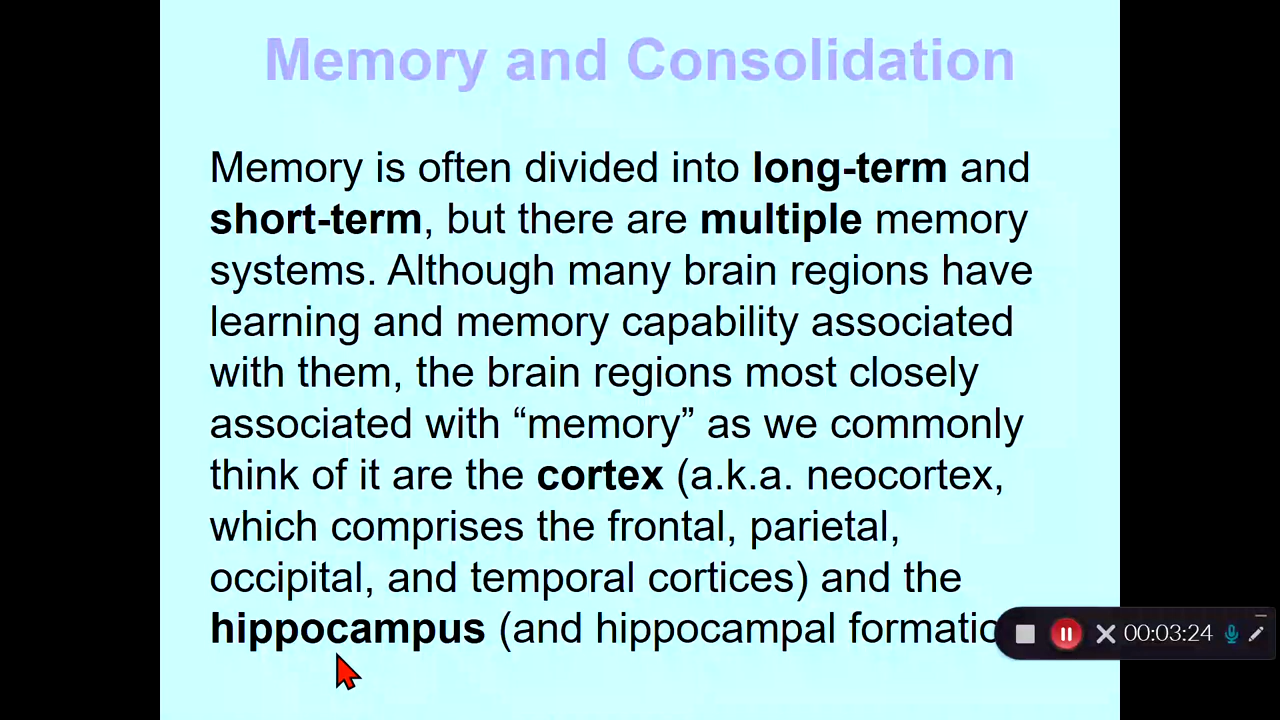 Memory and Consolidation
Memory is often divided into long-term and
short-term, but there are multiple memory
systems. Although many brain regions have
learning and memory capability associated
with them, the brain regions most closely
associated with “memory” as we commonly
think of it are the cortex (a.k.a. neocortex,
which comprises the frontal, parietal,
occipital, and temporal cortices) and the
hippocampus (and hippocampal
00:03:24